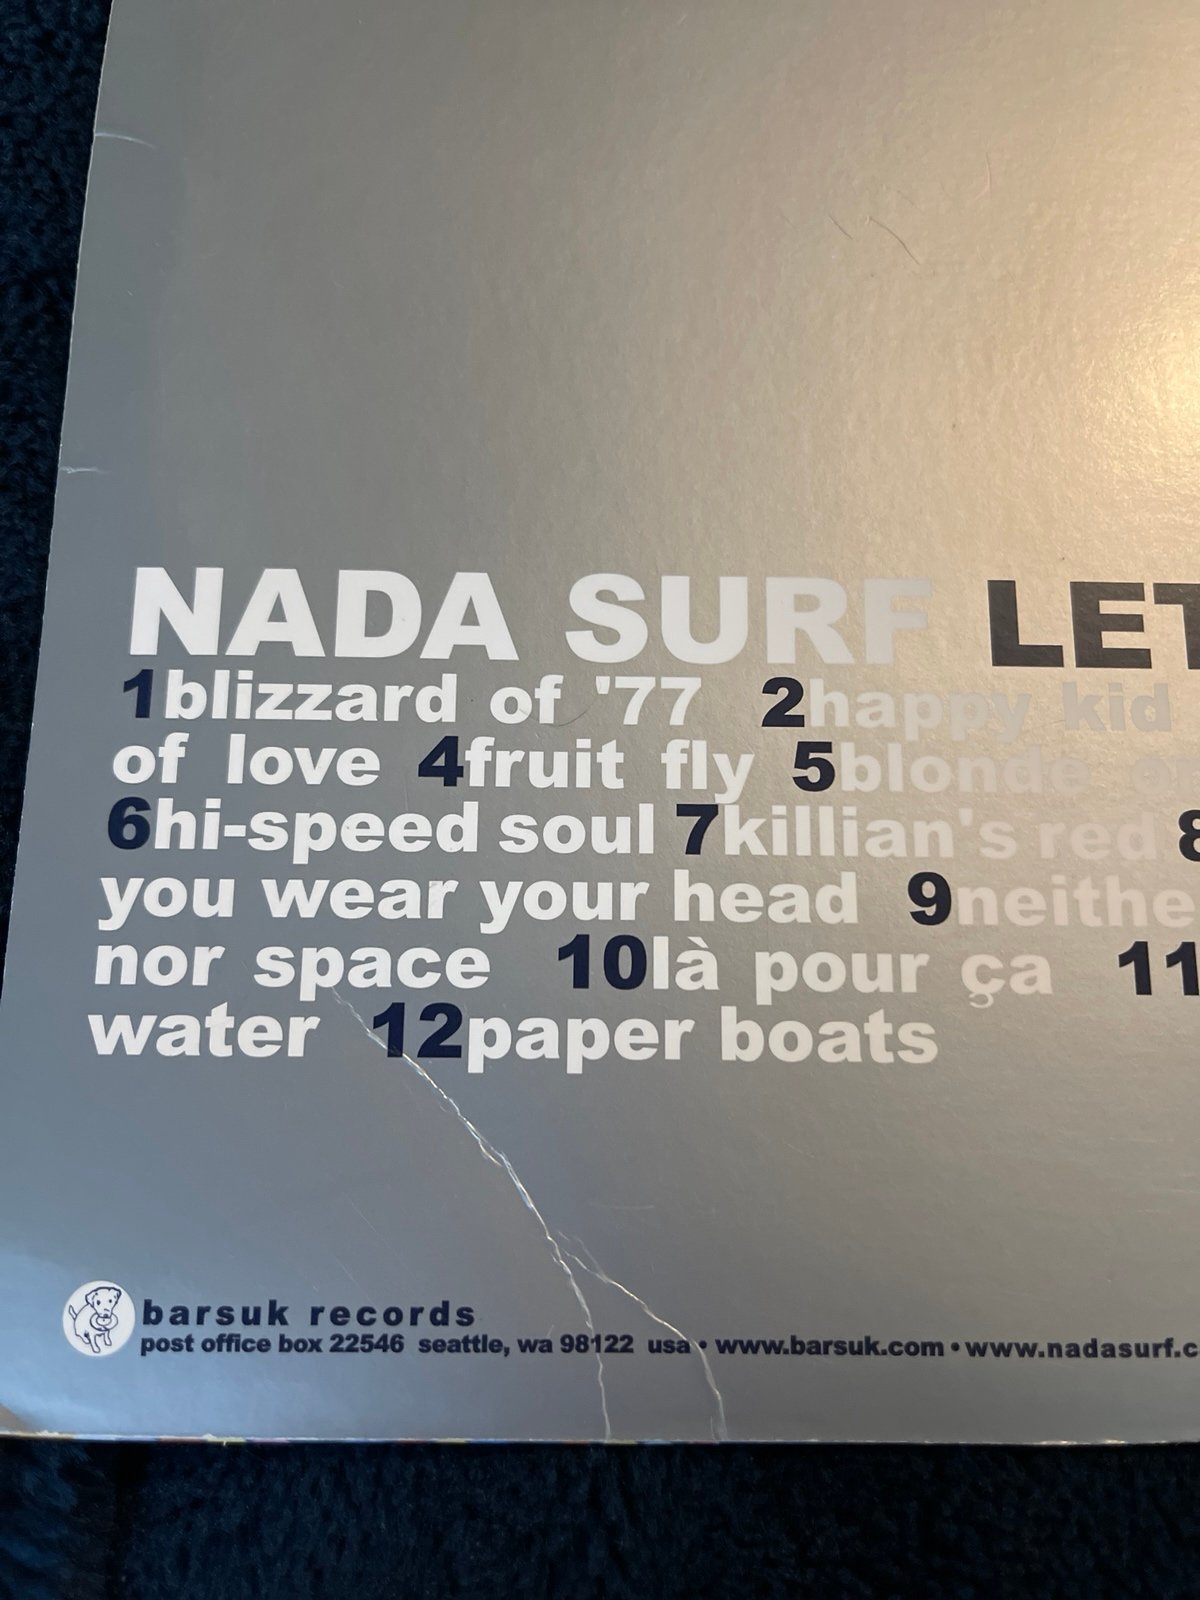 NADA SURF LET
1blizzard of '77 2happy kid
of love 4fruit fly 5blonde
6hi-speed soul 7killian's red 8
you wear your head 9neithe
nor space 10là pour ça 11
water 12paper boats
barsuk records
post office box 22546 seattle, wa 98122 usa • www.barsuk.com • www.nadasurf.c